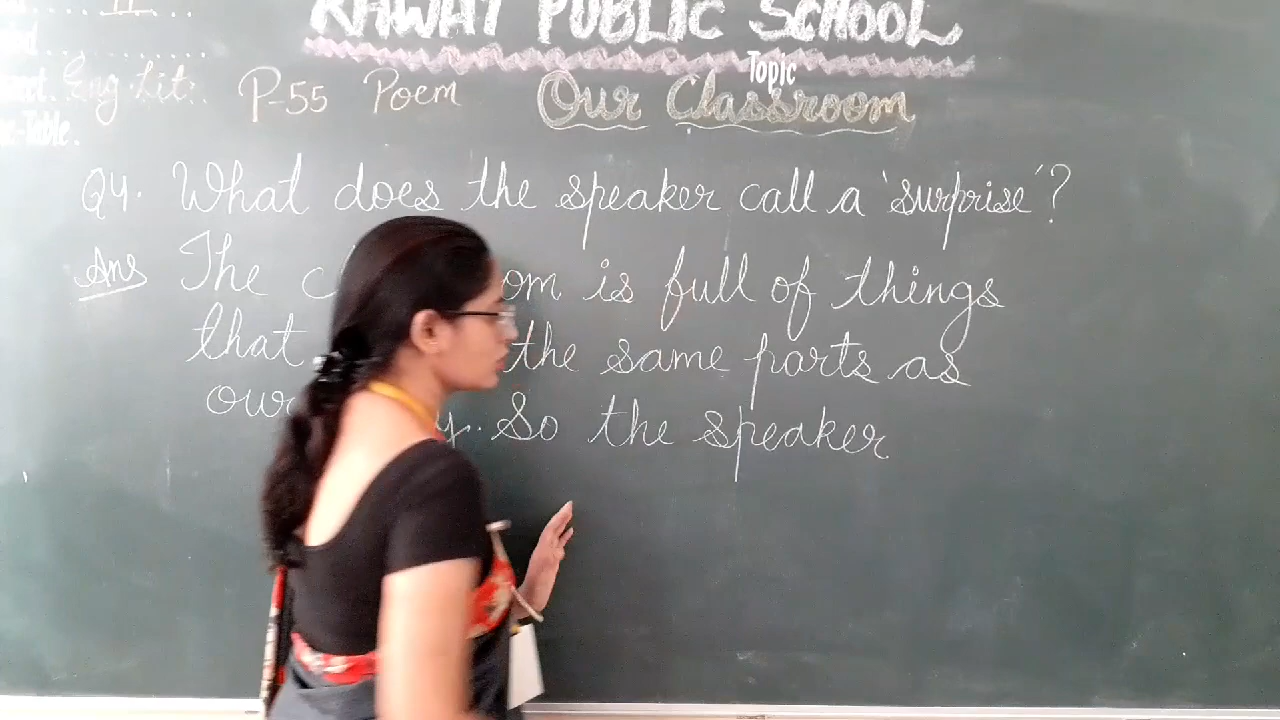 II
RAWAT PUBLIC SCHOOL
Topic
Eng Lit. P-55 Poem Our Classroom
Q4. What does the speaker call a 'surprise'?
Ans The is full of things
that the same parts as
So the speaker